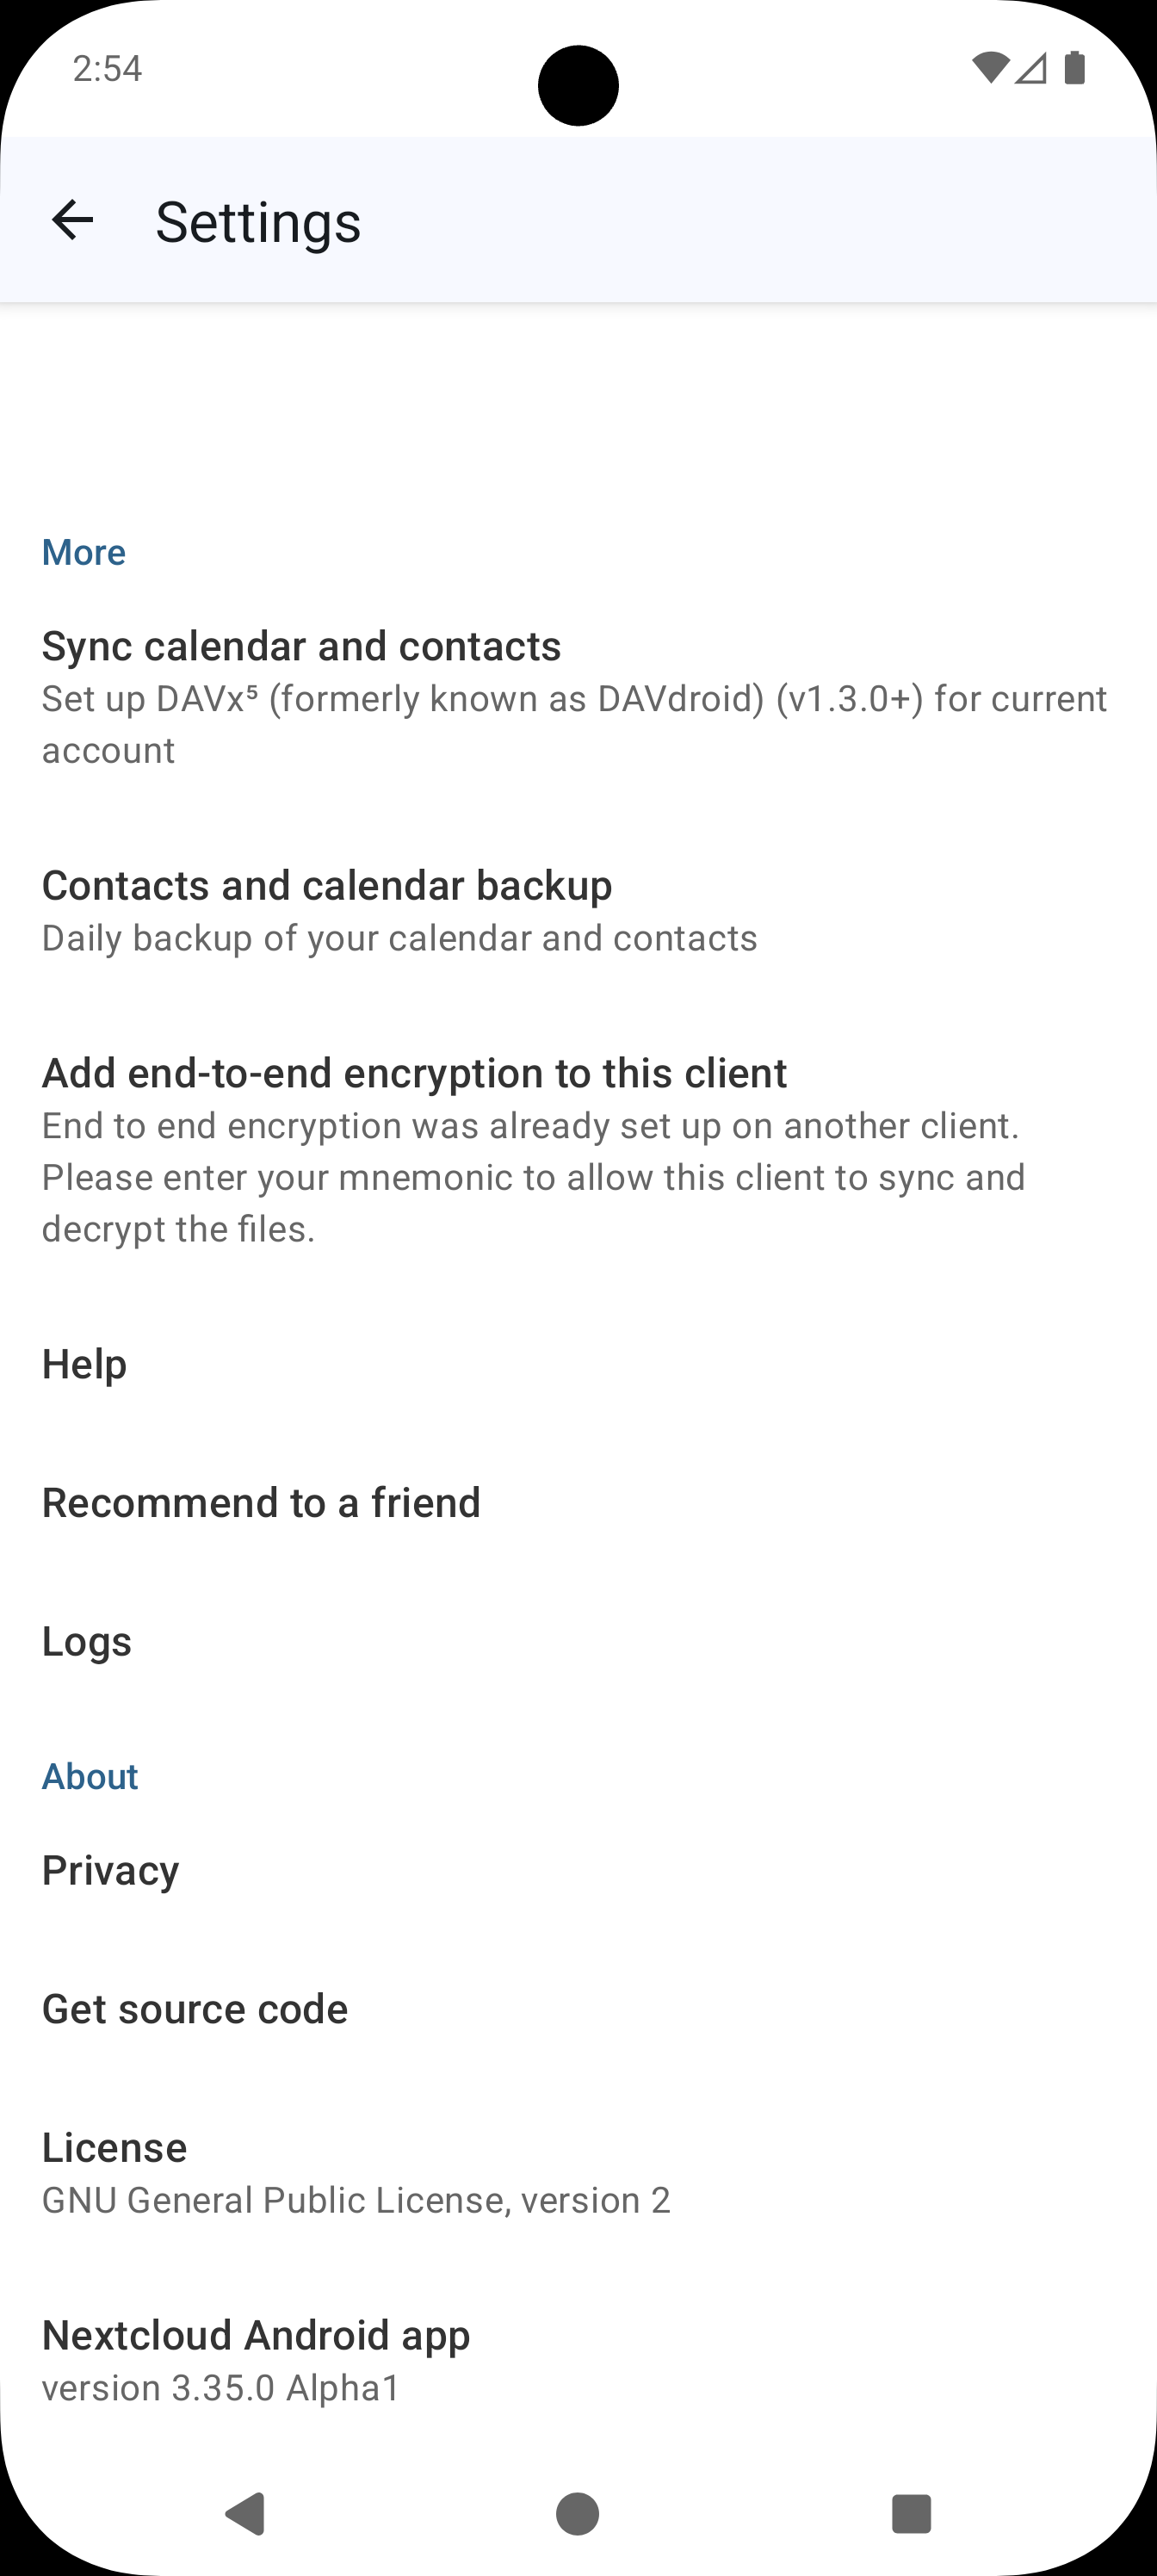 2:54
Settings
More
Sync calendar and contacts
Set up DAVx⁵ (formerly known as DAVdroid) (v1.3.0+) for current
account
Contacts and calendar backup
Daily backup of your calendar and contacts
Add end-to-end encryption to this client
End to end encryption was already set up on another client.
Please enter your mnemonic to allow this client to sync and
decrypt the files.
Help
Recommend to a friend
Logs
About
Privacy
Get source code
License
GNU General Public License, version 2
Nextcloud Android app
version 3.35.0 Alpha1